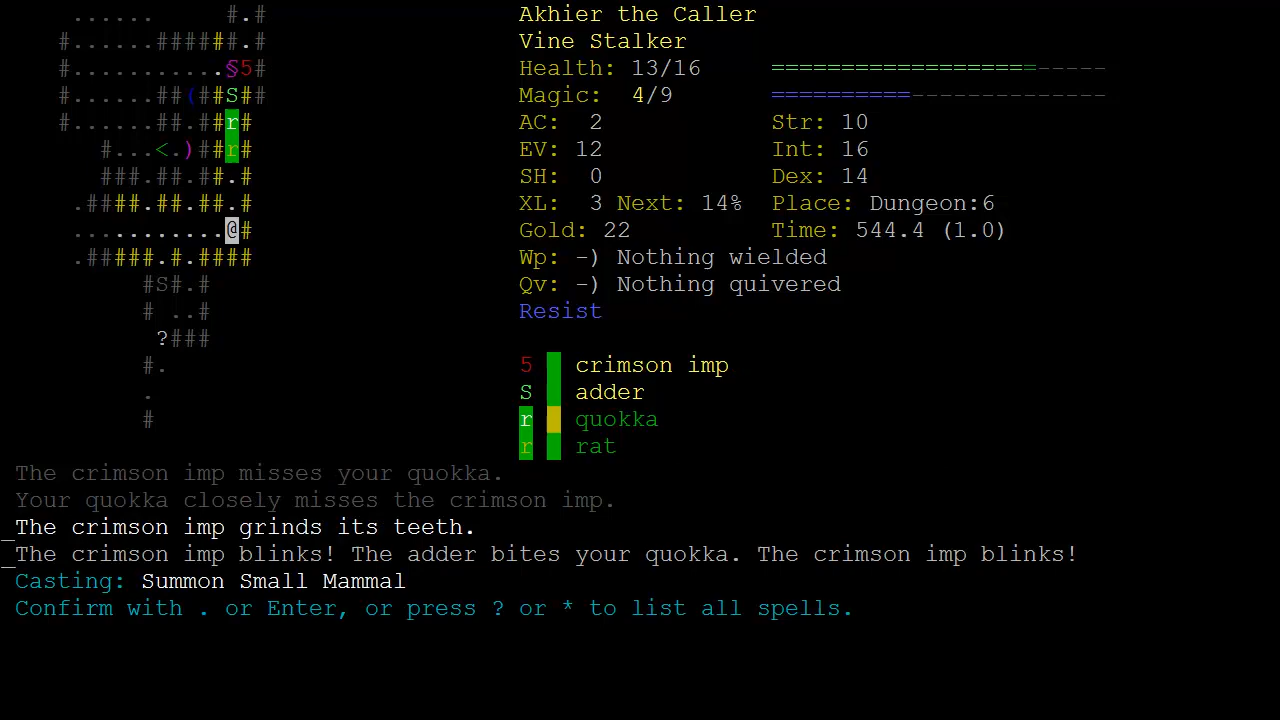 ......       #.#
#......######.#
#...........§5#
#......##(##S##
#......##.##r#
#...<.)##r#
###.##.##.#
.####.##.##.#
..........@#
.#####.#.####
#S#.#
# ..#
?###
#.
.
#
Akhier the Caller
Vine Stalker
Health: 13/16 ===================-----
Magic: 4/9 ==========--------------
AC: 2 Str: 10
EV: 12 Int: 16
SH: 0 Dex: 14
XL: 3 Next: 14% Place: Dungeon:6
Gold: 22 Time: 544.4 (1.0)
Wp: -) Nothing wielded
Qv: -) Nothing quivered
Resist
5 crimson imp
S adder
r quokka
r rat
The crimson imp misses your quokka.
Your quokka closely misses the crimson imp.
_The crimson imp grinds its teeth.
_The crimson imp blinks! The adder bites your quokka. The crimson imp blinks!
Casting: Summon Small Mammal
Confirm with . or Enter, or press ? or * to list all spells.